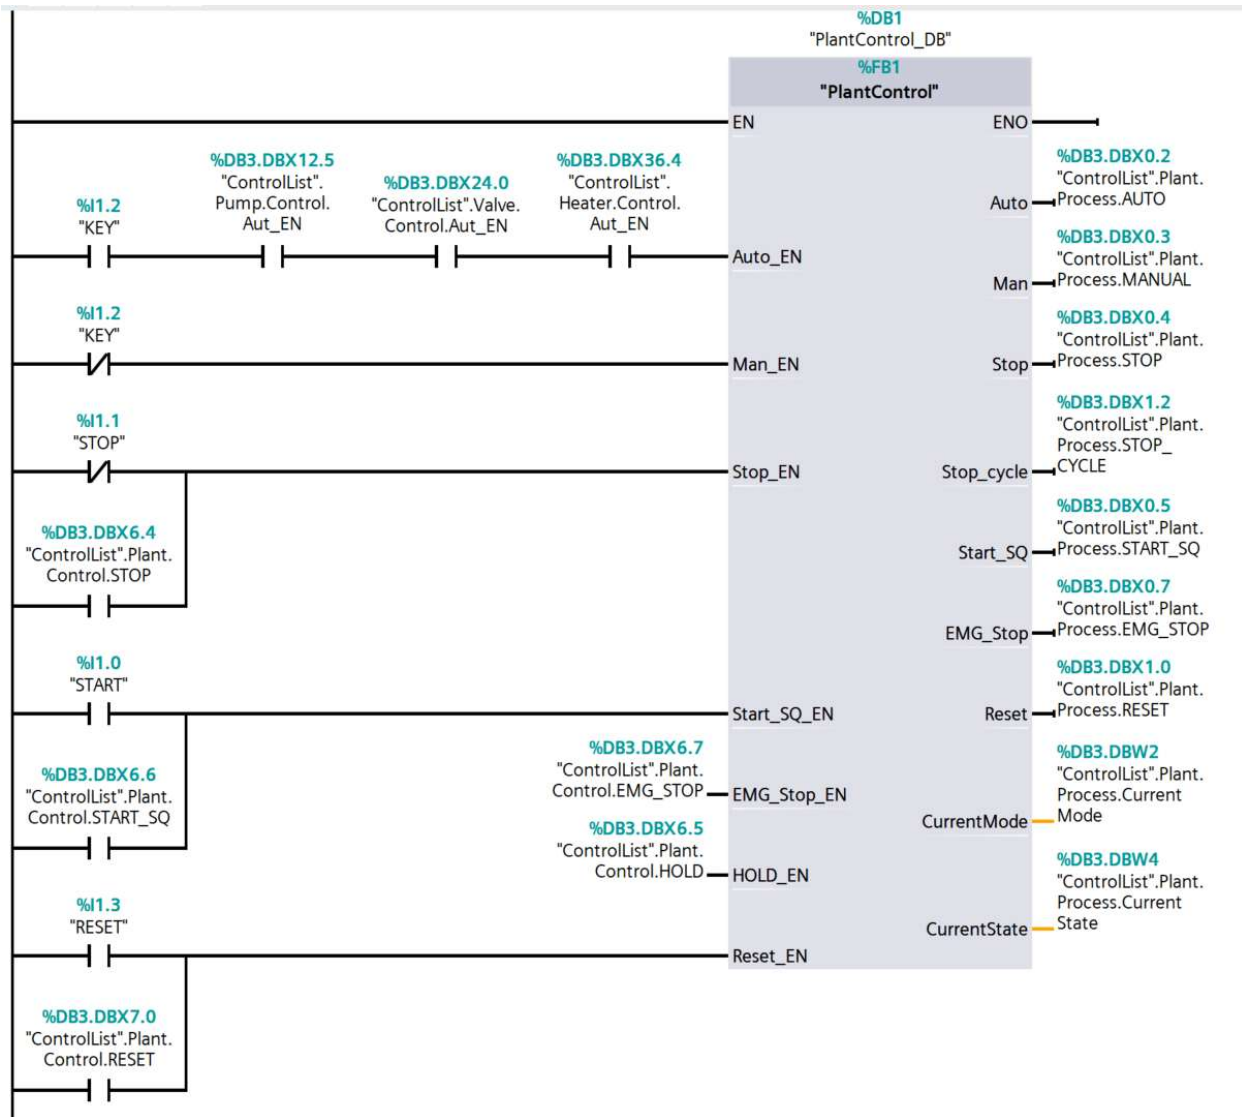 %DB1
"PlantControl_DB"
%FB1
"PlantControl"
EN
ENO
%DB3.DBX12.5
"ControlList".
Pump.Control.
Aut_EN
%DB3.DBX24.0
"ControlList".Valve.
Control.Aut_EN
%DB3.DBX36.4
"ControlList".
Heater.Control.
Aut_EN
%I1.2
"KEY"
Auto_EN
Auto
%DB3.DBX0.2
"ControlList".Plant.
Process.AUTO
Man
%DB3.DBX0.3
"ControlList".Plant.
Process.MANUAL
%I1.2
"KEY"
Man_EN
Stop
%DB3.DBX0.4
"ControlList".Plant.
Process.STOP
%I1.1
"STOP"
Stop_EN
Stop_cycle
%DB3.DBX1.2
"ControlList".Plant.
Process.STOP_
CYCLE
%DB3.DBX6.4
"ControlList".Plant.
Control.STOP
Start_SQ
%DB3.DBX0.5
"ControlList".Plant.
Process.START_SQ
EMG_Stop
%DB3.DBX0.7
"ControlList".Plant.
Process.EMG_STOP
%I1.0
"START"
Start_SQ_EN
Reset
%DB3.DBX1.0
"ControlList".Plant.
Process.RESET
%DB3.DBX6.6
"ControlList".Plant.
Control.START_SQ
%DB3.DBX6.7
"ControlList".Plant.
Control.EMG_STOP
EMG_Stop_EN
CurrentMode
%DB3.DBW2
"ControlList".Plant.
Process.Current
Mode
%DB3.DBX6.5
"ControlList".Plant.
Control.HOLD
HOLD_EN
CurrentState
%DB3.DBW4
"ControlList".Plant.
Process.Current
State
%I1.3
"RESET"
Reset_EN
%DB3.DBX7.0
"ControlList".Plant.
Control.RESET